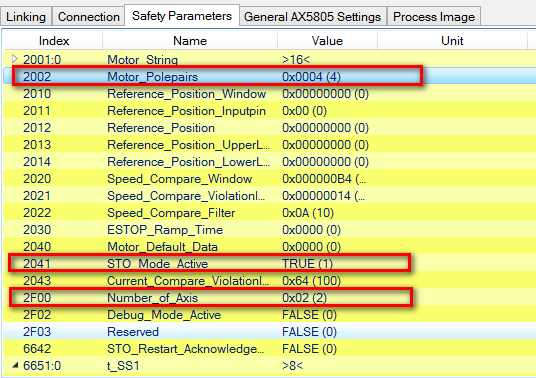 Linking Connection Safety Parameters General AX5805 Settings Process Image
Index Name Value Unit
2001:0 Motor_String >16<
2002 Motor_Polepairs 0x0004 (4)
2010 Reference_Position_Window 0x00000000 (0)
2011 Reference_Position_Inputpin 0x00 (0)
2012 Reference_Position 0x00000000 (0)
2013 Reference_Position_UpperL... 0x00000000 (0)
2014 Reference_Position_LowerL... 0x00000000 (0)
2020 Speed_Compare_Window 0x000000B4 (...
2021 Speed_Compare_ViolationI... 0x00000014 (...
2022 Speed_Compare_Filter 0x0A (10)
2030 ESTOP_Ramp_Time 0x0000 (0)
2040 Motor_Default_Data 0x0000 (0)
2041 STO_Mode_Active TRUE (1)
2043 Current_Compare_ViolationI... 0x64 (100)
2F00 Number_of_Axis 0x02 (2)
2F02 Debug_Mode_Active FALSE (0)
2F03 Reserved FALSE (0)
6642 STO_Restart_Acknowledge... FALSE (0)
6651:0 t_SS1 >8<